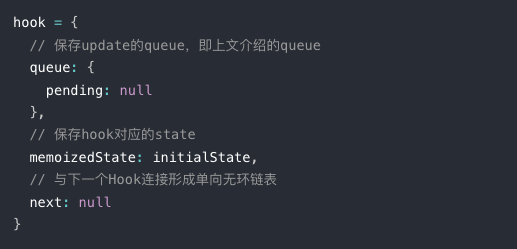 hook = {
  // 保存update的queue，即上文介绍的queue
  queue: {
    pending: null
  },
  // 保存hook对应的state
  memoizedState: initialState,
  // 与下一个Hook连接形成单向无环链表
  next: null
}